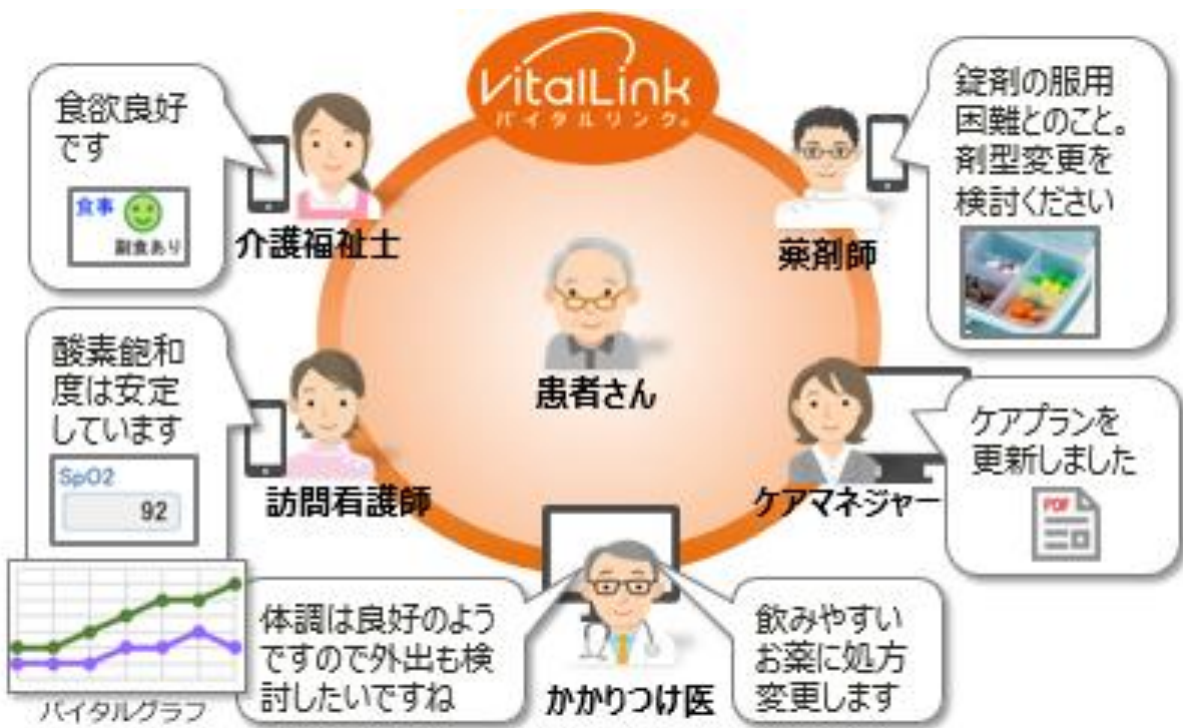 VitalLink
バイタルリンク®
食欲良好
です
食事
副食あり
介護福祉士
錠剤の服用
困難とのこと。
剤型変更を
検討ください
薬剤師
患者さん
酸素飽和
度は安定
しています
SpO2
92
訪問看護師
バイタルグラフ
ケアプランを
更新しました
PDF
ケアマネジャー
体調は良好のよう
ですので外出も検
討したいですね
飲みやすい
お薬に処方
変更します
かかりつけ医